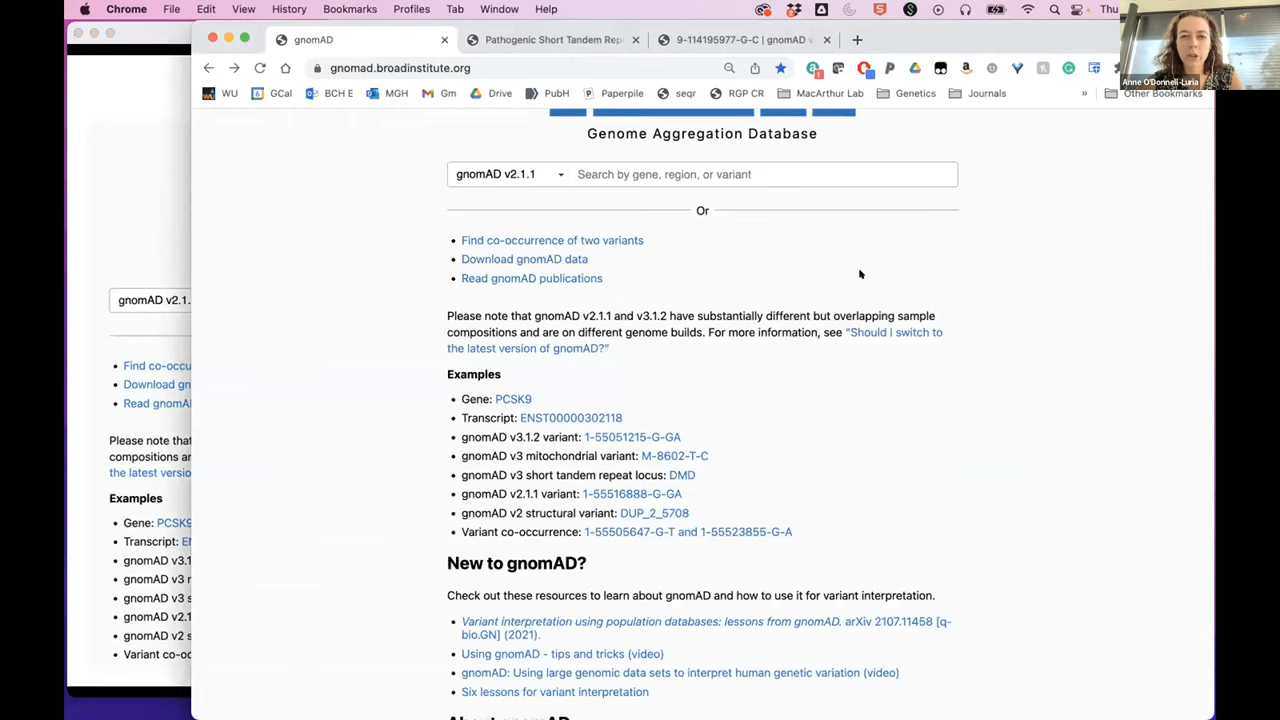 Chrome File Edit View History Bookmarks Profiles Tab Window Help Thu
gnomAD Pathogenic Short Tandem Rep 9-114195977-G-C | gnomAD v
gnomad.broadinstitute.org
WU GCal BCH E MGH Gm Drive PubH Paperpile seqr RGP CR MacArthur Lab Genetics Journals » Other Bookmarks
Anne O'Donnell-Luria
Genome Aggregation Database
gnomAD v2.1.1 Search by gene, region, or variant
Or
• Find co-occurrence of two variants
• Download gnomAD data
• Read gnomAD publications
Please note that gnomAD v2.1.1 and v3.1.2 have substantially different but overlapping sample
compositions and are on different genome builds. For more information, see "Should I switch to
the latest version of gnomAD?"
Examples
• Gene: PCSK9
• Transcript: ENST00000302118
• gnomAD v3.1.2 variant: 1-55051215-G-GA
• gnomAD v3 mitochondrial variant: M-8602-T-C
• gnomAD v3 short tandem repeat locus: DMD
• gnomAD v2.1.1 variant: 1-55516888-G-GA
• gnomAD v2 structural variant: DUP_2_5708
• Variant co-occurrence: 1-55505647-G-T and 1-55523855-G-A
New to gnomAD?
Check out these resources to learn about gnomAD and how to use it for variant interpretation.
• Variant interpretation using population databases: lessons from gnomAD. arXiv 2107.11458 [q-
bio.GN] (2021).
• Using gnomAD - tips and tricks (video)
• gnomAD: Using large genomic data sets to interpret human genetic variation (video)
• Six lessons for variant interpretation
gnomAD v2.1.
• Find co-occu
• Download gn
• Read gnomA
Please note that
compositions an
the latest versio
Examples
• Gene: PCSK9
• Transcript: E
• gnomAD v3.1
• gnomAD v3 r
• gnomAD v3 s
• gnomAD v2.1
• gnomAD v2 s
• Variant co-oc